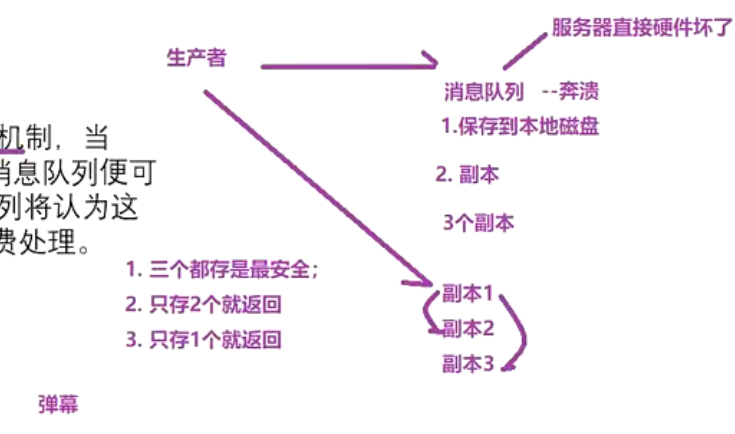 服务器直接硬件坏了
生产者
消息队列 --奔溃
1.保存到本地磁盘
机制，当
消息队列便可
2. 副本
列将认为这
3个副本
费处理。
1. 三个都存是最安全；
2. 只存2个就返回
3. 只存1个就返回
副本1
副本2
副本3
弹幕